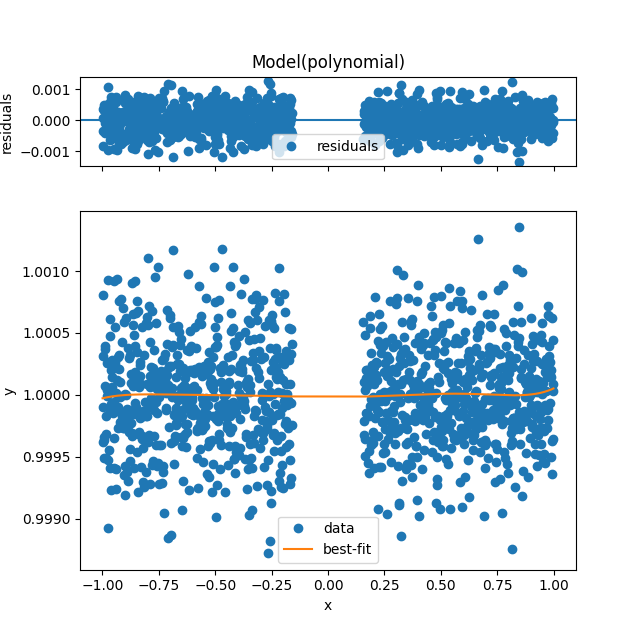 Model(polynomial)
residuals
0.001
0.000
−0.001
residuals
y
1.0010
1.0005
1.0000
0.9995
0.9990
data
best-fit
−1.00 −0.75 −0.50 −0.25 0.00 0.25 0.50 0.75 1.00
x